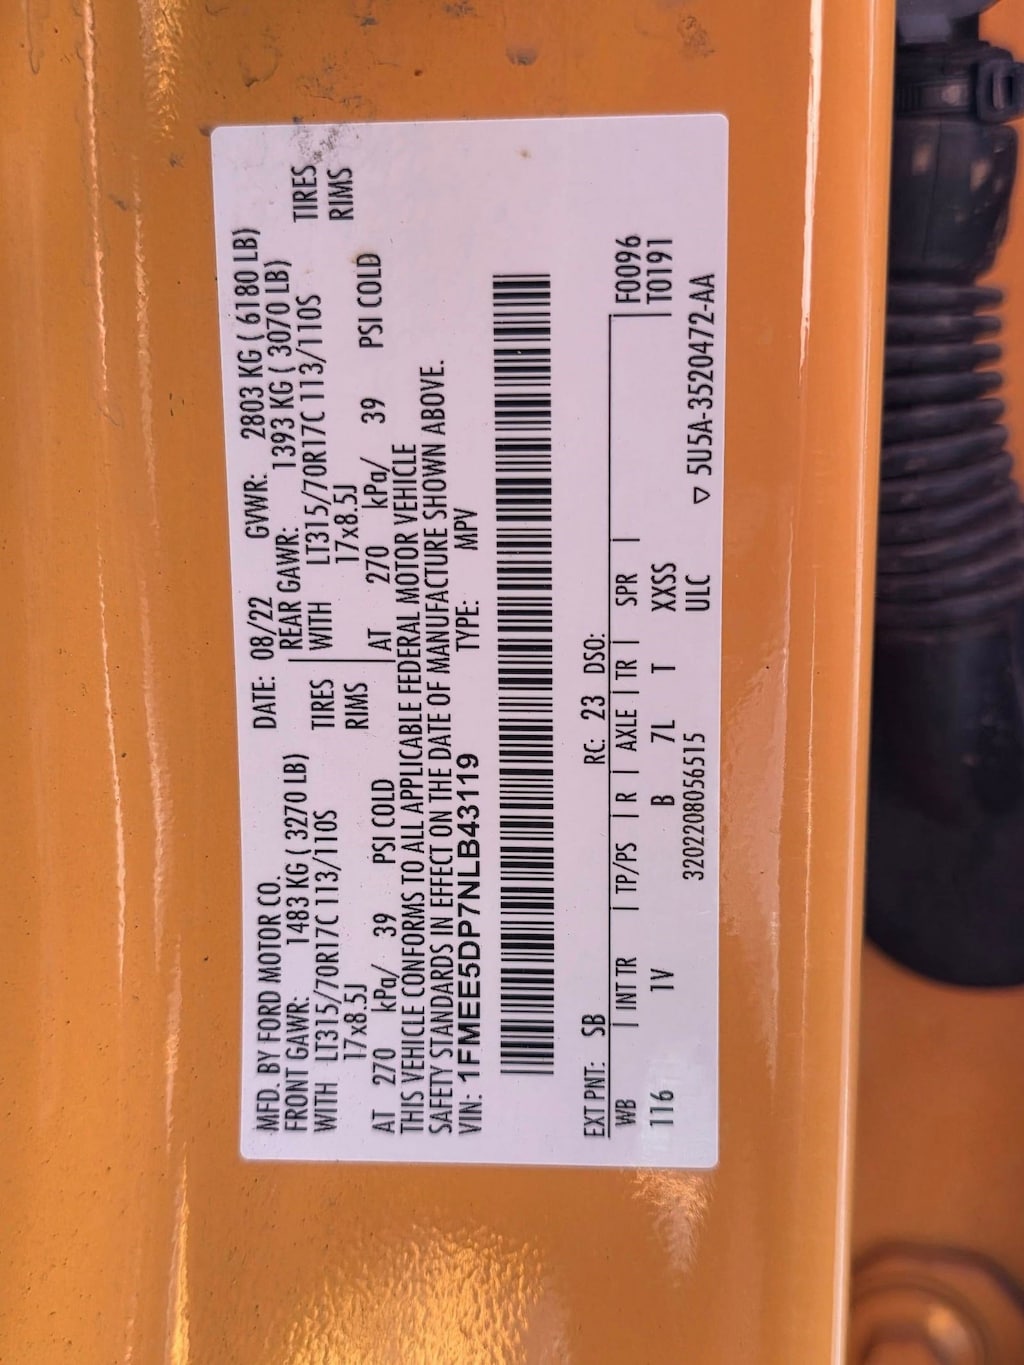 MFD. BY FORD MOTOR CO. DATE: 08/22 GVWR: 2803 KG ( 6180 LB)
FRONT GAWR: 1483 KG ( 3270 LB) REAR GAWR: 1393 KG ( 3070 LB)
WITH LT315/70R17C 113/110S TIRES WITH LT315/70R17C 113/110S TIRES
17x8.5J RIMS 17x8.5J RIMS
AT 270 kPa/ 39 PSI COLD AT 270 kPa/ 39 PSI COLD
THIS VEHICLE CONFORMS TO ALL APPLICABLE FEDERAL MOTOR VEHICLE
SAFETY STANDARDS IN EFFECT ON THE DATE OF MANUFACTURE SHOWN ABOVE.
VIN: 1FMEE5DP7NLB43119 TYPE: MPV
EXT PNT: SB RC: 23 DSO:
WB | INT TR | TP/PS | R | AXLE | TR | SPR | F0096
116 1V B 7L T XXSS T0191
320220856515 ULC ▽ 5U5A-3520472-AA